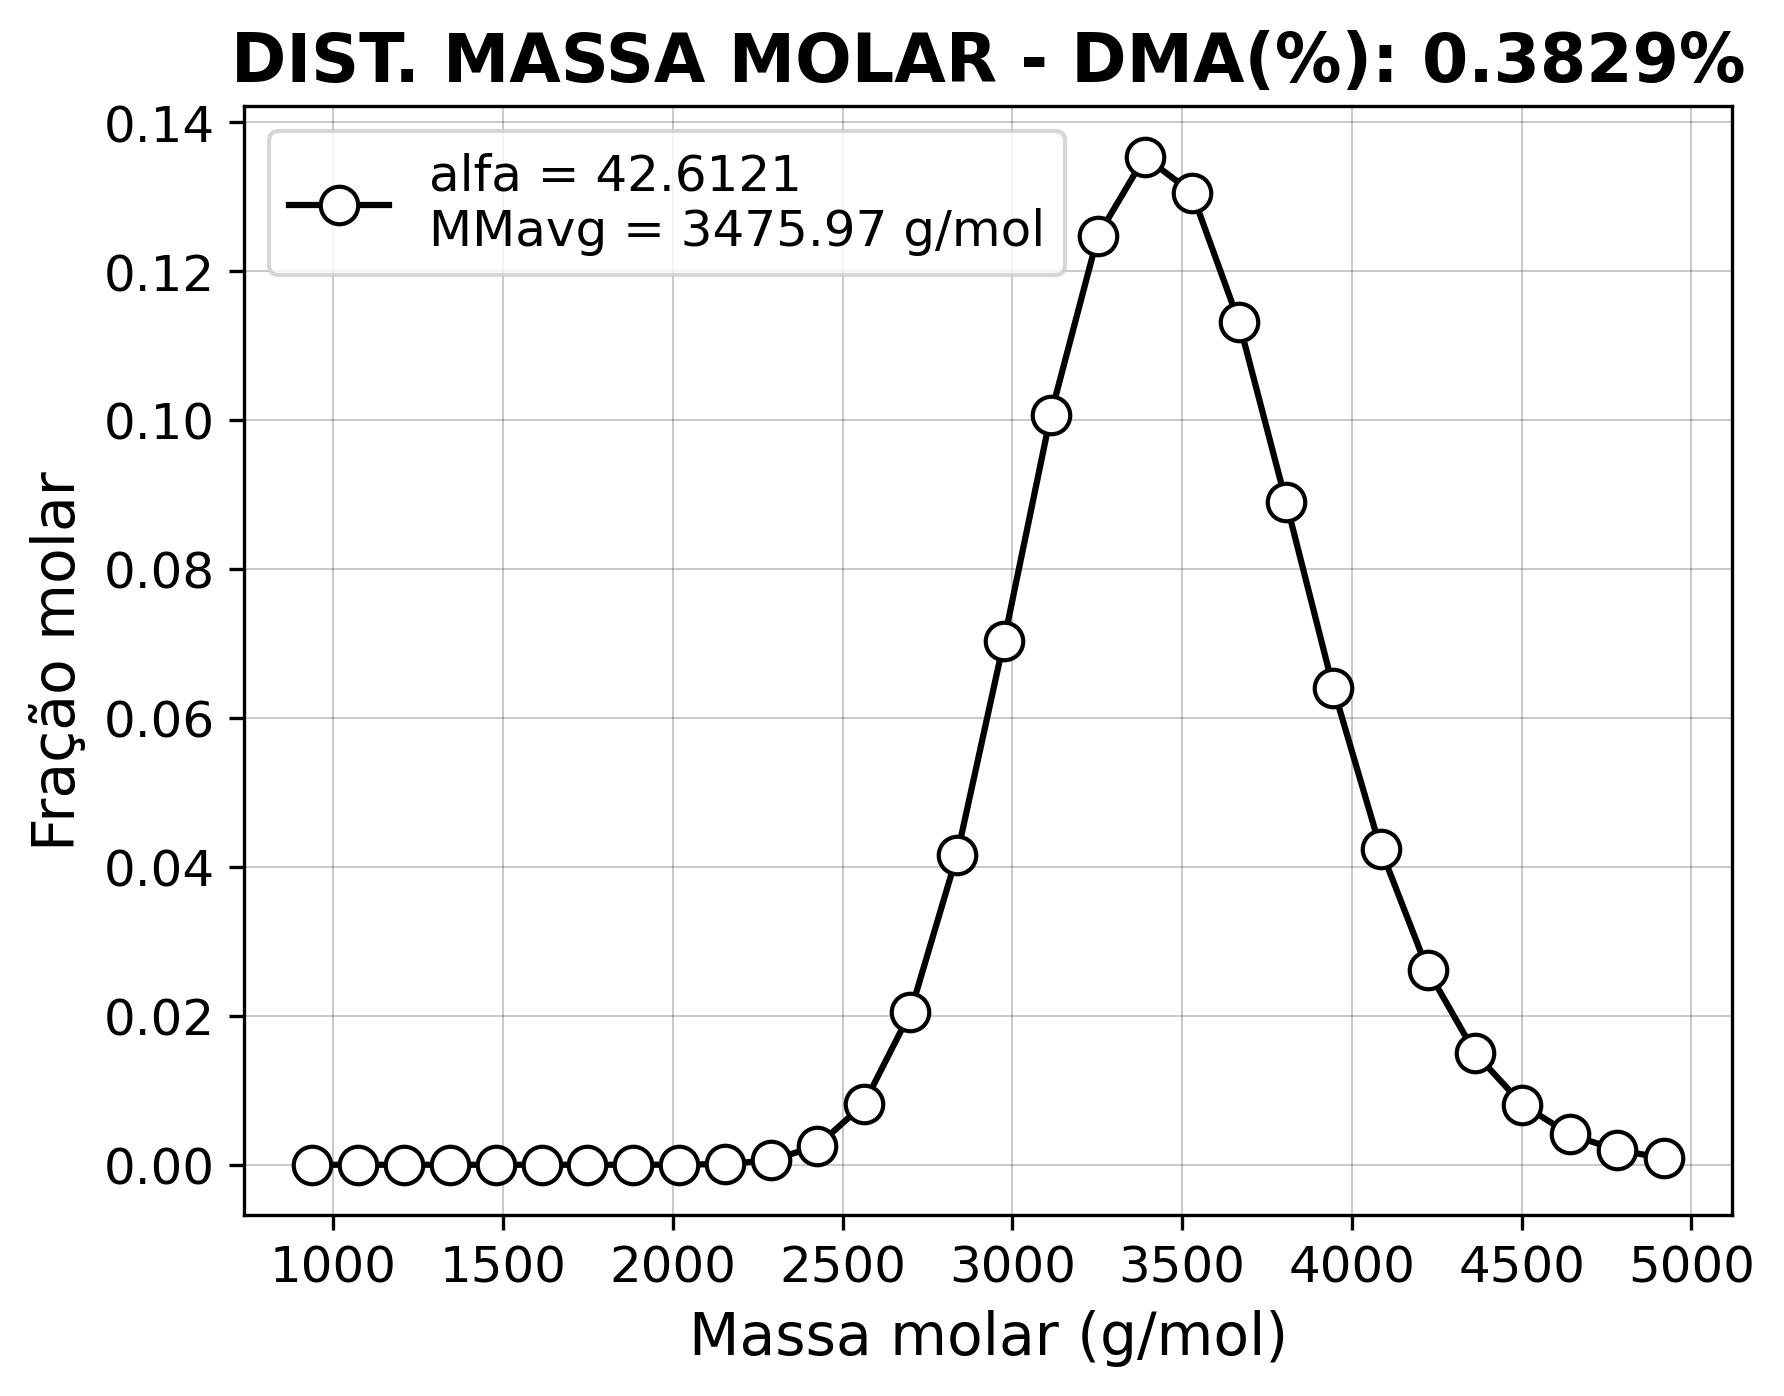 DIST. MASSA MOLAR - DMA(%): 0.3829%
alfa = 42.6121
MMavg = 3475.97 g/mol
0.14
0.12
0.10
0.08
0.06
0.04
0.02
0.00
Fração molar
1000 1500 2000 2500 3000 3500 4000 4500 5000
Massa molar (g/mol)